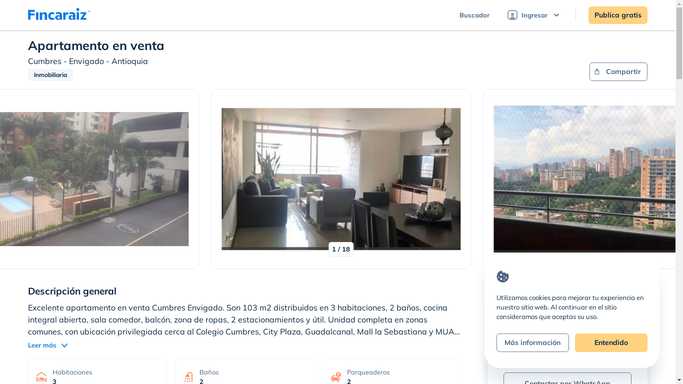 Fincaraiz
Buscador
Ingresar
Publica gratis
Apartamento en venta
Cumbres - Envigado - Antioquia
Inmobiliaria
Compartir
1 / 18
Descripción general
Excelente apartamento en venta Cumbres Envigado. Son 103 m2 distribuidos en 3 habitaciones, 2 baños, cocina
integral abierta, sala comedor, balcón, zona de ropas, 2 estacionamientos y útil. Unidad completa en zonas
comunes, con ubicación privilegiada cerca al Colegio Cumbres, City Plaza, Guadalcanal, Mall la Sebastiana y MUA...
Leer más
Habitaciones
3
Baños
2
Parqueaderos
2
Utilizamos cookies para mejorar tu experiencia en
nuestro sitio web. Al continuar en el sitio
consideramos que aceptas su uso.
Más información
Entendido
Contactar por WhatsApp